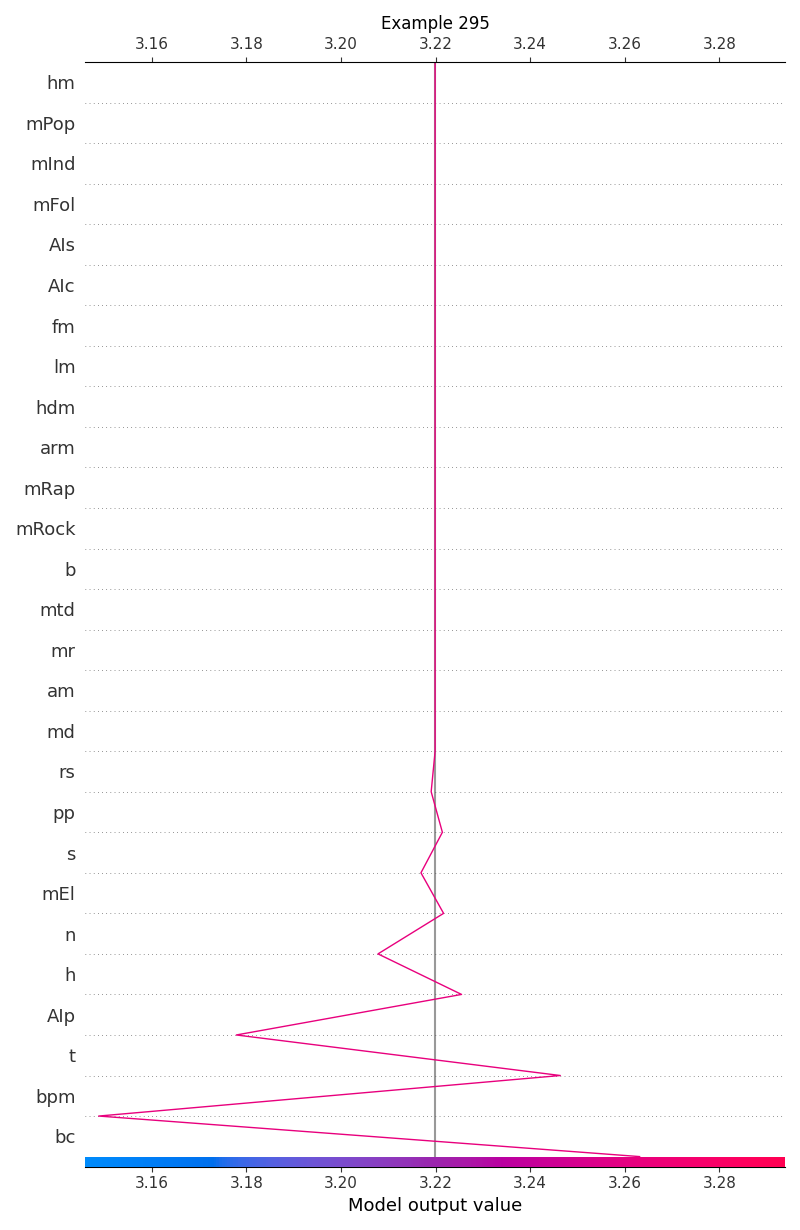 Example 295
3.16 3.18 3.20 3.22 3.24 3.26 3.28
hm
mPop
mInd
mFol
AIs
AIc
fm
lm
hdm
arm
mRap
mRock
b
mtd
mr
am
md
rs
pp
s
mEl
n
h
AIp
t
bpm
bc
3.16 3.18 3.20 3.22 3.24 3.26 3.28
Model output value